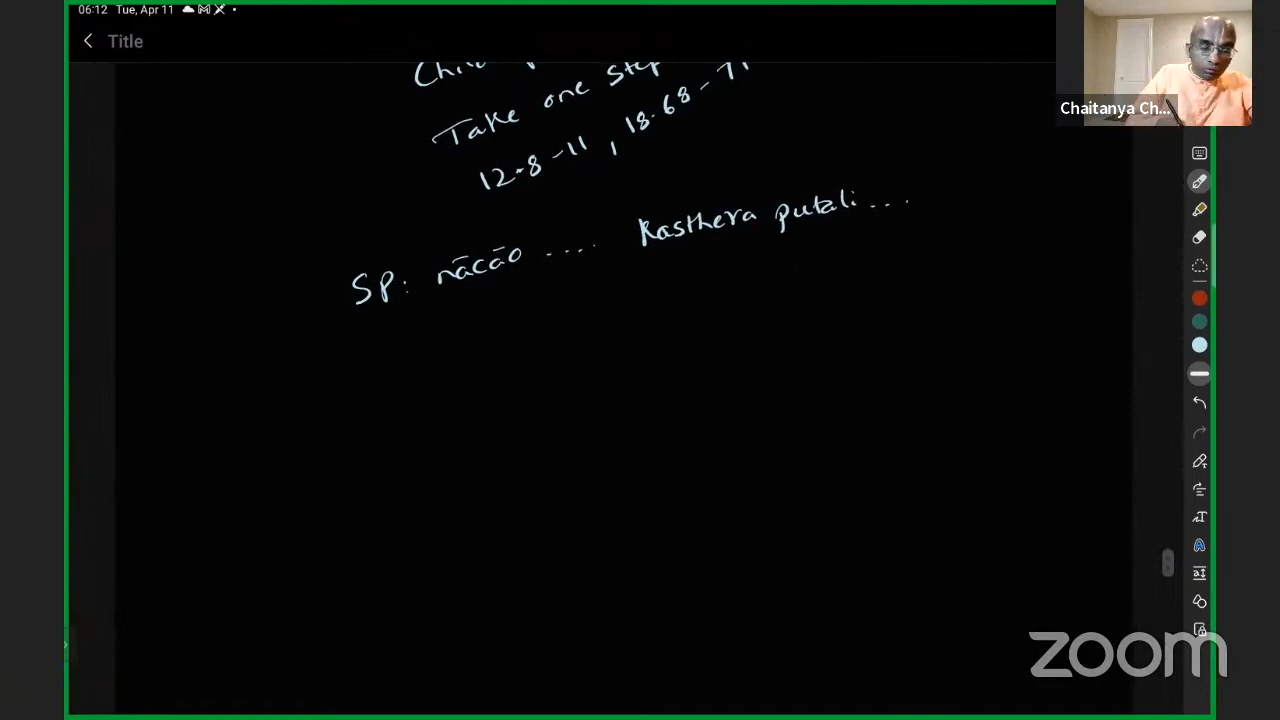 06:12 Tue, Apr 11
Title
Chaitanya Ch...
Take one step
12.8-11, 18.68-71
SP: nācāo .... Kasthera putali...
zoom